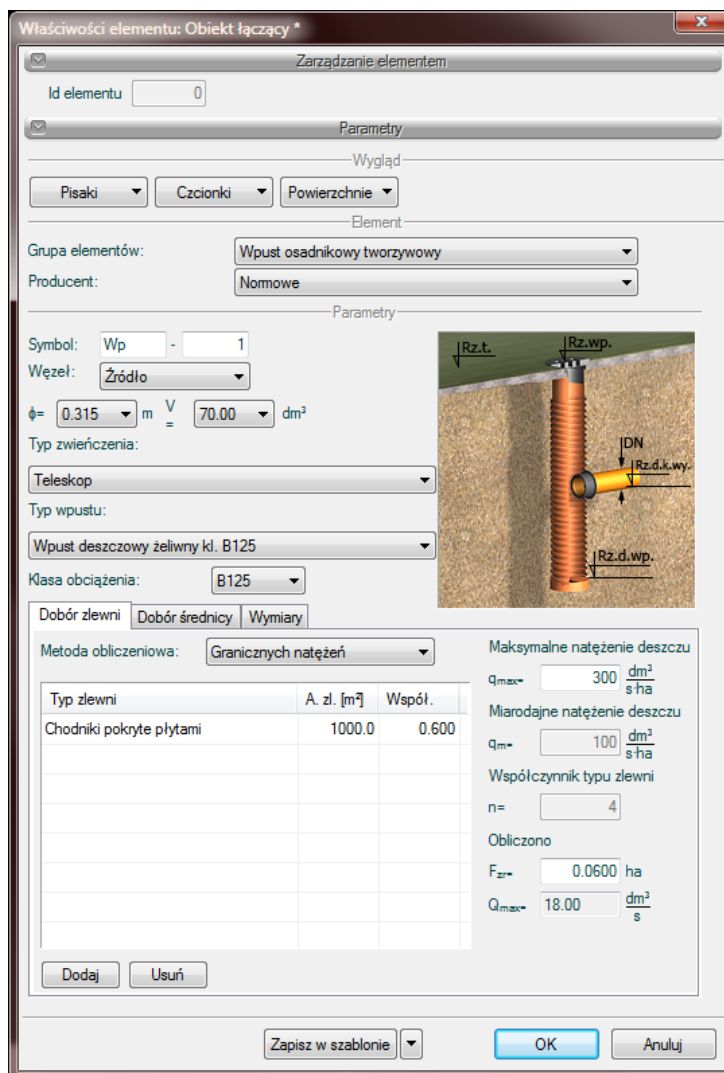 Właściwości elementu: Obiekt łączący *
x
Zarządzanie elementem
Id elementu 0
Parametry
Wygląd
Pisaki Czcionki Powierzchnie
Element
Grupa elementów: Wpust osadnikowy tworzywowy
Producent: Normowe
Parametry
Symbol: Wp - 1
Węzeł: Źródło
ϕ= 0.315 m V = 70.00 dm³
Typ zwieńczenia:
Teleskop
Typ wpustu:
Wpust deszczowy żeliwny kl. B125
Klasa obciążenia: B125
Rz.t. Rz.wp.
DN
Rz.d.k.wy.
Rz.d.wp.
Dobór zlewni Dobór średnicy Wymiary
Metoda obliczeniowa: Granicznych natężeń
Typ zlewni A. zl. [m²] Współ.
Chodniki pokryte płytami 1000.0 0.600
Maksymalne natężenie deszczu
qmax= 300 dm³/s·ha
Miarodajne natężenie deszczu
qm= 100 dm³/s·ha
Współczynnik typu zlewni
n= 4
Obliczono
Fzr= 0.0600 ha
Qmax= 18.00 dm³/s
Dodaj Usuń
Zapisz w szablonie OK Anuluj